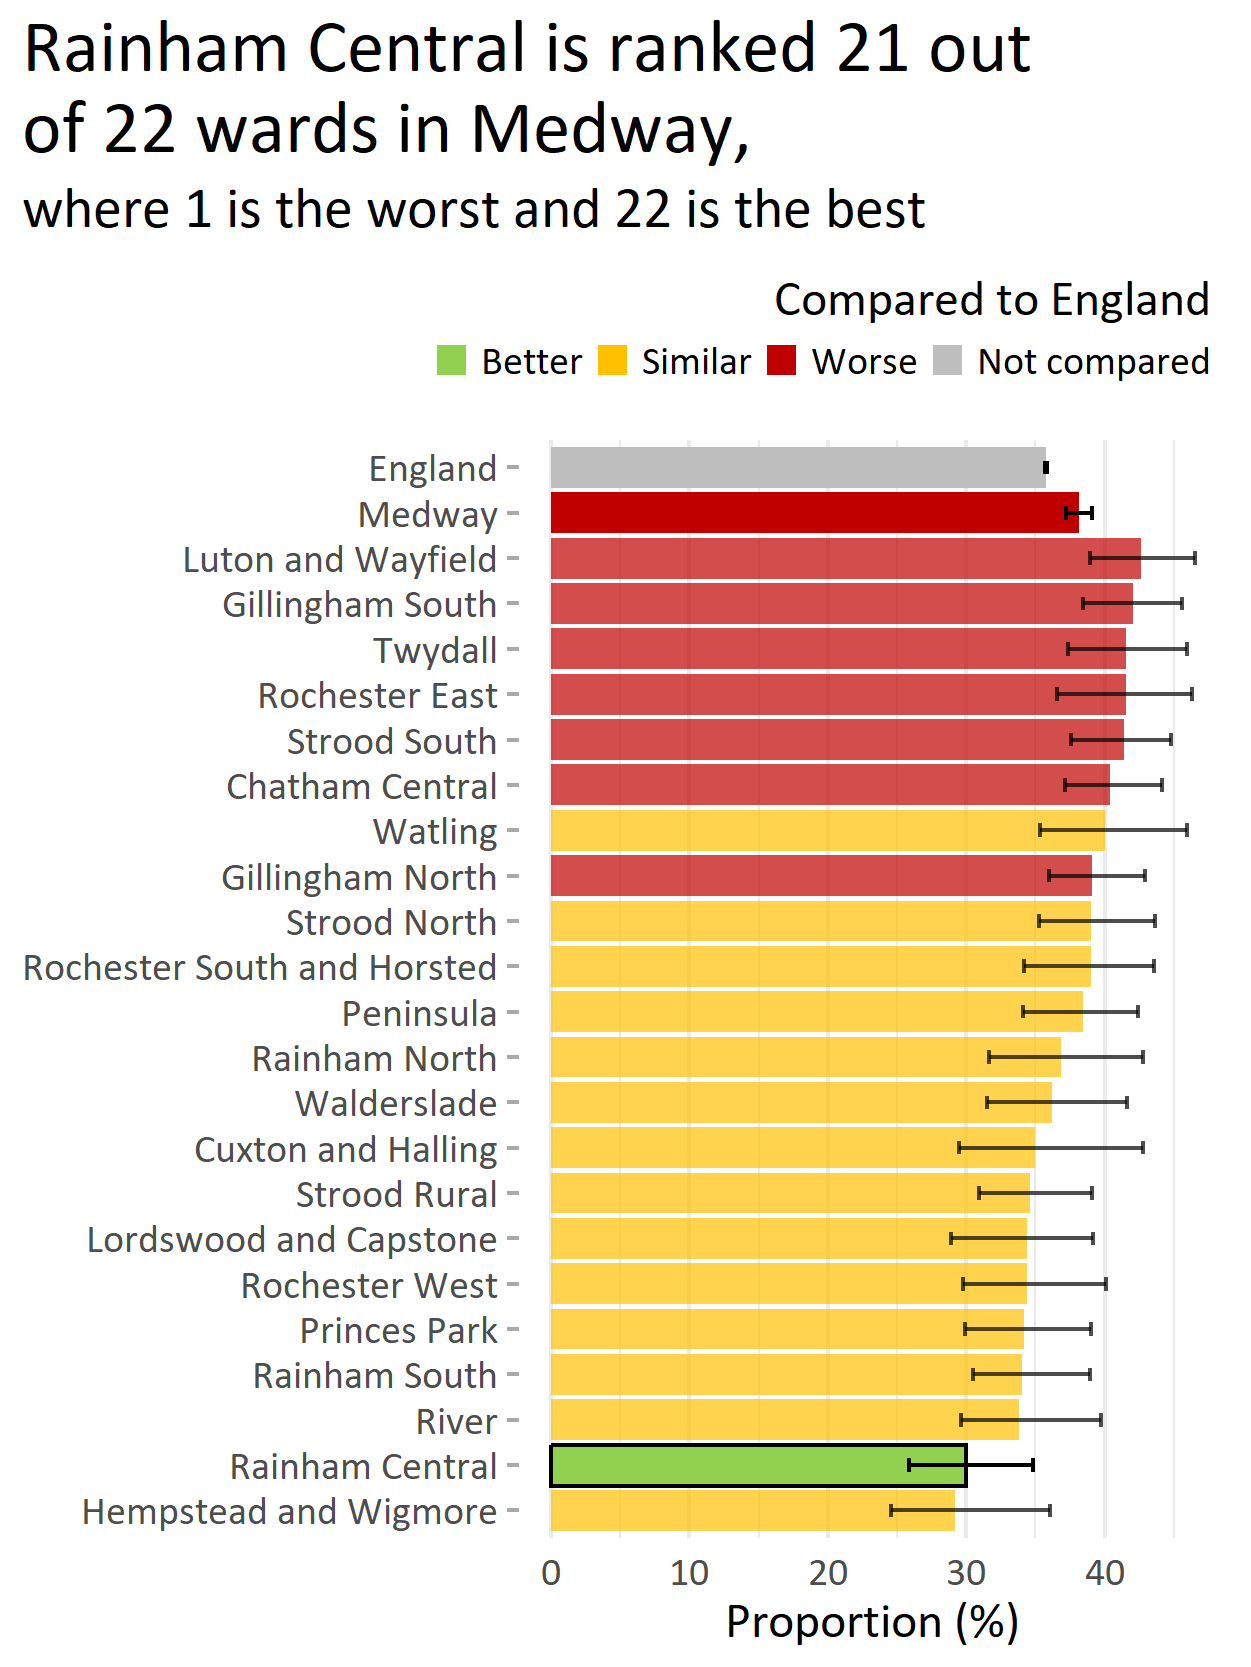 Rainham Central is ranked 21 out
of 22 wards in Medway,
where 1 is the worst and 22 is the best
Compared to England
Better Similar Worse Not compared
England
Medway
Luton and Wayfield
Gillingham South
Twydall
Rochester East
Strood South
Chatham Central
Watling
Gillingham North
Strood North
Rochester South and Horsted
Peninsula
Rainham North
Walderslade
Cuxton and Halling
Strood Rural
Lordswood and Capstone
Rochester West
Princes Park
Rainham South
River
Rainham Central
Hempstead and Wigmore
0 10 20 30 40
Proportion (%)